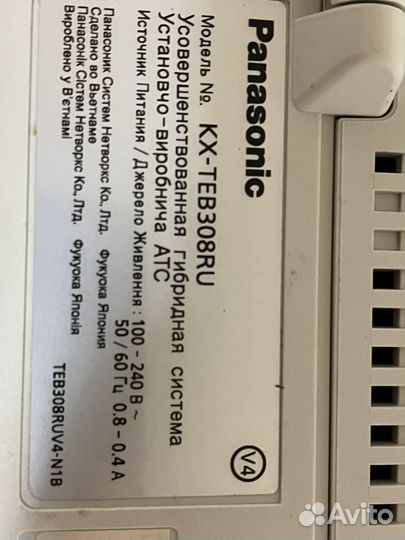 Panasonic
Модель №. KX-TEB308RU
Усовершенствованная гибридная система
Установчо-виробнича АТС
Источник Питания / Джерело Живлення : 100 - 240 В ~
50 / 60 Гц 0.8 - 0.4 А
Панасоник Систем Нетворкс Ко., Лтд. Фукуока Япония
Сделано во Вьетнаме
Панасонік Сістем Нетворкс Ко., Лтд. Фукуока Японія
Вироблено у В'єтнамі
TEB308RUV4-N1B
V4
Avito